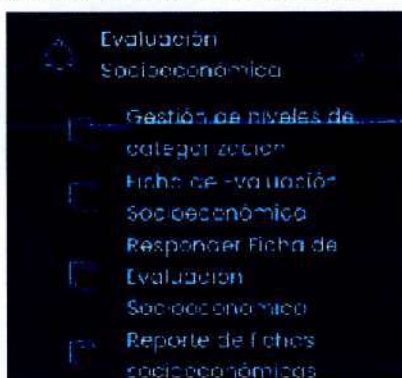 Evaluación
Socioeconómica
Gestión de niveles de
categorización
Ficha de Evaluación
Socioeconómica
Responder Ficha de
Evaluación
Socioeconómica
Reporte de fichas
socioeconómicas